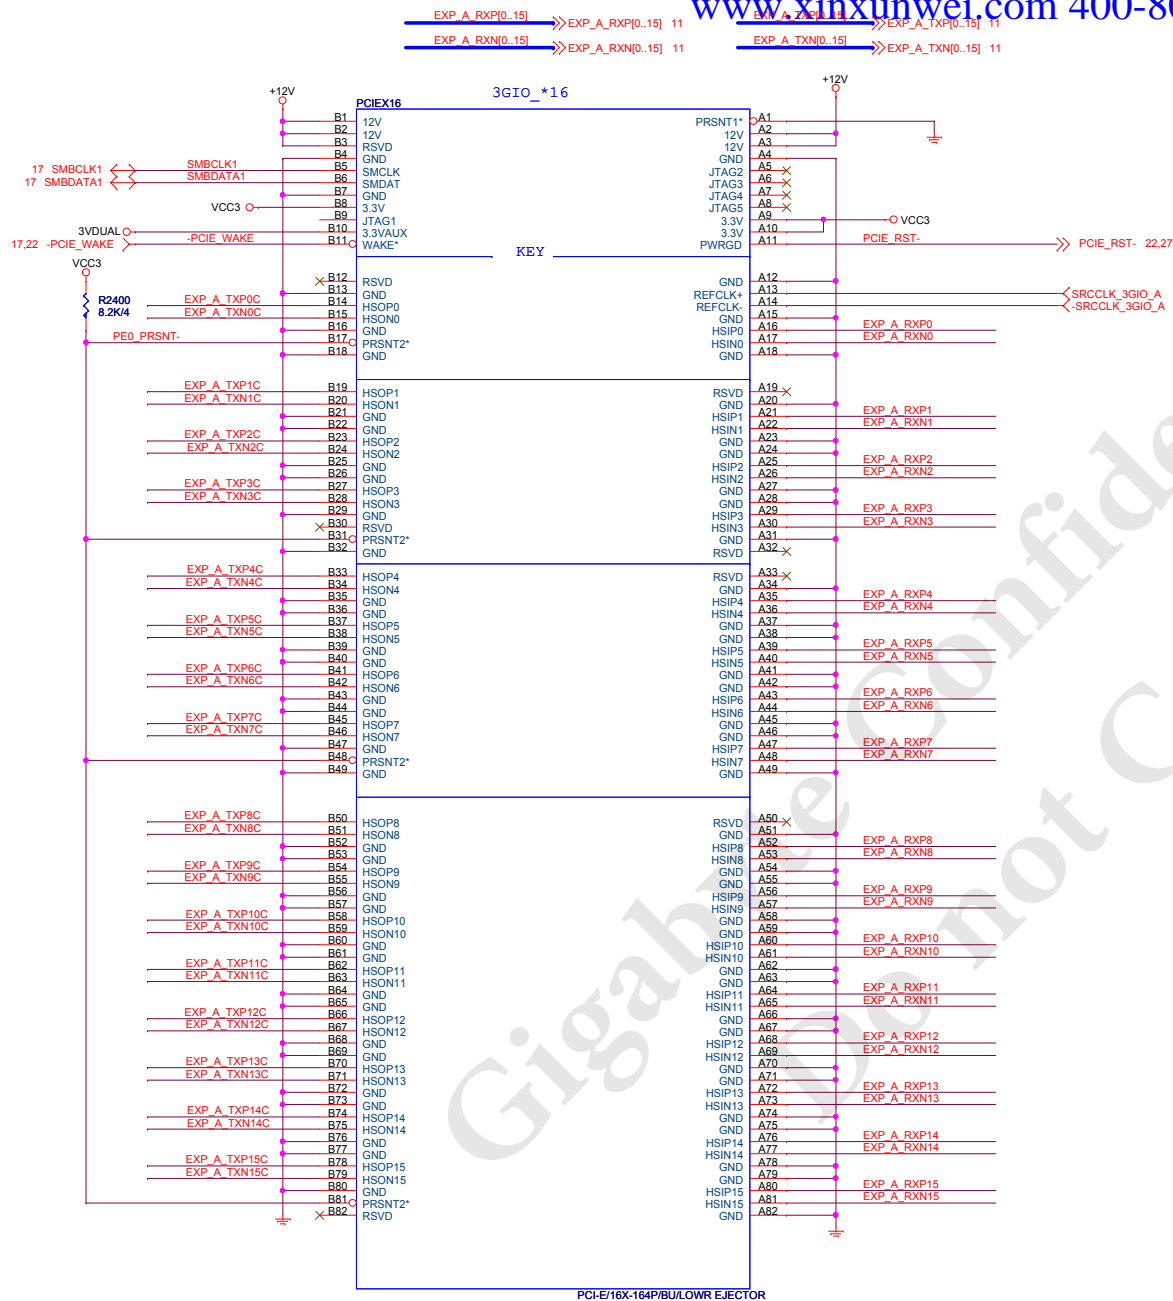 www.xinxunwei.com 400-80
EXP_A_RXP[0..15] EXP_A_RXP[0..15] 11 EXP_A_TXP[0..15] EXP_A_TXP[0..15] 11
EXP_A_RXN[0..15] EXP_A_RXN[0..15] 11 EXP_A_TXN[0..15] EXP_A_TXN[0..15] 11
+12V 3GIO_*16 +12V
PCIEX16
B1 12V PRSNT1* A1
B2 12V 12V A2
B3 RSVD 12V A3
B4 GND GND A4
17 SMBCLK1 SMBCLK1 B5 SMCLK JTAG2 A5
17 SMBDATA1 SMBDATA1 B6 SMDAT JTAG3 A6
B7 GND JTAG4 A7
VCC3 B8 3.3V JTAG5 A8
B9 JTAG1 3.3V A9 VCC3
3VDUAL B10 3.3VAUX 3.3V A10
17,22 -PCIE_WAKE -PCIE_WAKE B11 WAKE* PWRGD A11 PCIE_RST- PCIE_RST- 22,27
KEY
VCC3
B12 RSVD GND A12
B13 GND REFCLK+ A13 SRCCLK_3GIO_A
R2400
8.2K/4
EXP_A_TXP0C B14 HSOP0 REFCLK- A14 -SRCCLK_3GIO_A
EXP_A_TXN0C B15 HSON0 GND A15
B16 GND HSIP0 A16 EXP_A_RXP0
PE0_PRSNT- B17 PRSNT2* HSIN0 A17 EXP_A_RXN0
B18 GND GND A18
EXP_A_TXP1C B19 HSOP1 RSVD A19
EXP_A_TXN1C B20 HSON1 GND A20
B21 GND HSIP1 A21 EXP_A_RXP1
B22 GND HSIN1 A22 EXP_A_RXN1
EXP_A_TXP2C B23 HSOP2 GND A23
EXP_A_TXN2C B24 HSON2 GND A24
B25 GND HSIP2 A25 EXP_A_RXP2
B26 GND HSIN2 A26 EXP_A_RXN2
EXP_A_TXP3C B27 HSOP3 GND A27
EXP_A_TXN3C B28 HSON3 GND A28
B29 GND HSIP3 A29 EXP_A_RXP3
B30 RSVD HSIN3 A30 EXP_A_RXN3
B31 PRSNT2* GND A31
B32 GND RSVD A32
EXP_A_TXP4C B33 HSOP4 RSVD A33
EXP_A_TXN4C B34 HSON4 GND A34
B35 GND HSIP4 A35 EXP_A_RXP4
B36 GND HSIN4 A36 EXP_A_RXN4
EXP_A_TXP5C B37 HSOP5 GND A37
EXP_A_TXN5C B38 HSON5 GND A38
B39 GND HSIP5 A39 EXP_A_RXP5
B40 GND HSIN5 A40 EXP_A_RXN5
EXP_A_TXP6C B41 HSOP6 GND A41
EXP_A_TXN6C B42 HSON6 GND A42
B43 GND HSIP6 A43 EXP_A_RXP6
B44 GND HSIN6 A44 EXP_A_RXN6
EXP_A_TXP7C B45 HSOP7 GND A45
EXP_A_TXN7C B46 HSON7 GND A46
B47 GND HSIP7 A47 EXP_A_RXP7
B48 PRSNT2* HSIN7 A48 EXP_A_RXN7
B49 GND GND A49
EXP_A_TXP8C B50 HSOP8 RSVD A50
EXP_A_TXN8C B51 HSON8 GND A51
B52 GND HSIP8 A52 EXP_A_RXP8
B53 GND HSIN8 A53 EXP_A_RXN8
EXP_A_TXP9C B54 HSOP9 GND A54
EXP_A_TXN9C B55 HSON9 GND A55
B56 GND HSIP9 A56 EXP_A_RXP9
B57 GND HSIN9 A57 EXP_A_RXN9
EXP_A_TXP10C B58 HSOP10 GND A58
EXP_A_TXN10C B59 HSON10 GND A59
B60 GND HSIP10 A60 EXP_A_RXP10
B61 GND HSIN10 A61 EXP_A_RXN10
EXP_A_TXP11C B62 HSOP11 GND A62
EXP_A_TXN11C B63 HSON11 GND A63
B64 GND HSIP11 A64 EXP_A_RXP11
B65 GND HSIN11 A65 EXP_A_RXN11
EXP_A_TXP12C B66 HSOP12 GND A66
EXP_A_TXN12C B67 HSON12 GND A67
B68 GND HSIP12 A68 EXP_A_RXP12
B69 GND HSIN12 A69 EXP_A_RXN12
EXP_A_TXP13C B70 HSOP13 GND A70
EXP_A_TXN13C B71 HSON13 GND A71
B72 GND HSIP13 A72 EXP_A_RXP13
B73 GND HSIN13 A73 EXP_A_RXN13
EXP_A_TXP14C B74 HSOP14 GND A74
EXP_A_TXN14C B75 HSON14 GND A75
B76 GND HSIP14 A76 EXP_A_RXP14
B77 GND HSIN14 A77 EXP_A_RXN14
EXP_A_TXP15C B78 HSOP15 GND A78
EXP_A_TXN15C B79 HSON15 GND A79
B80 GND HSIP15 A80 EXP_A_RXP15
B81 PRSNT2* HSIN15 A81 EXP_A_RXN15
B82 RSVD GND A82
PCI-E/16X-164P/BU/LOWR EJECTOR
Gigabyte Confide
Do not C